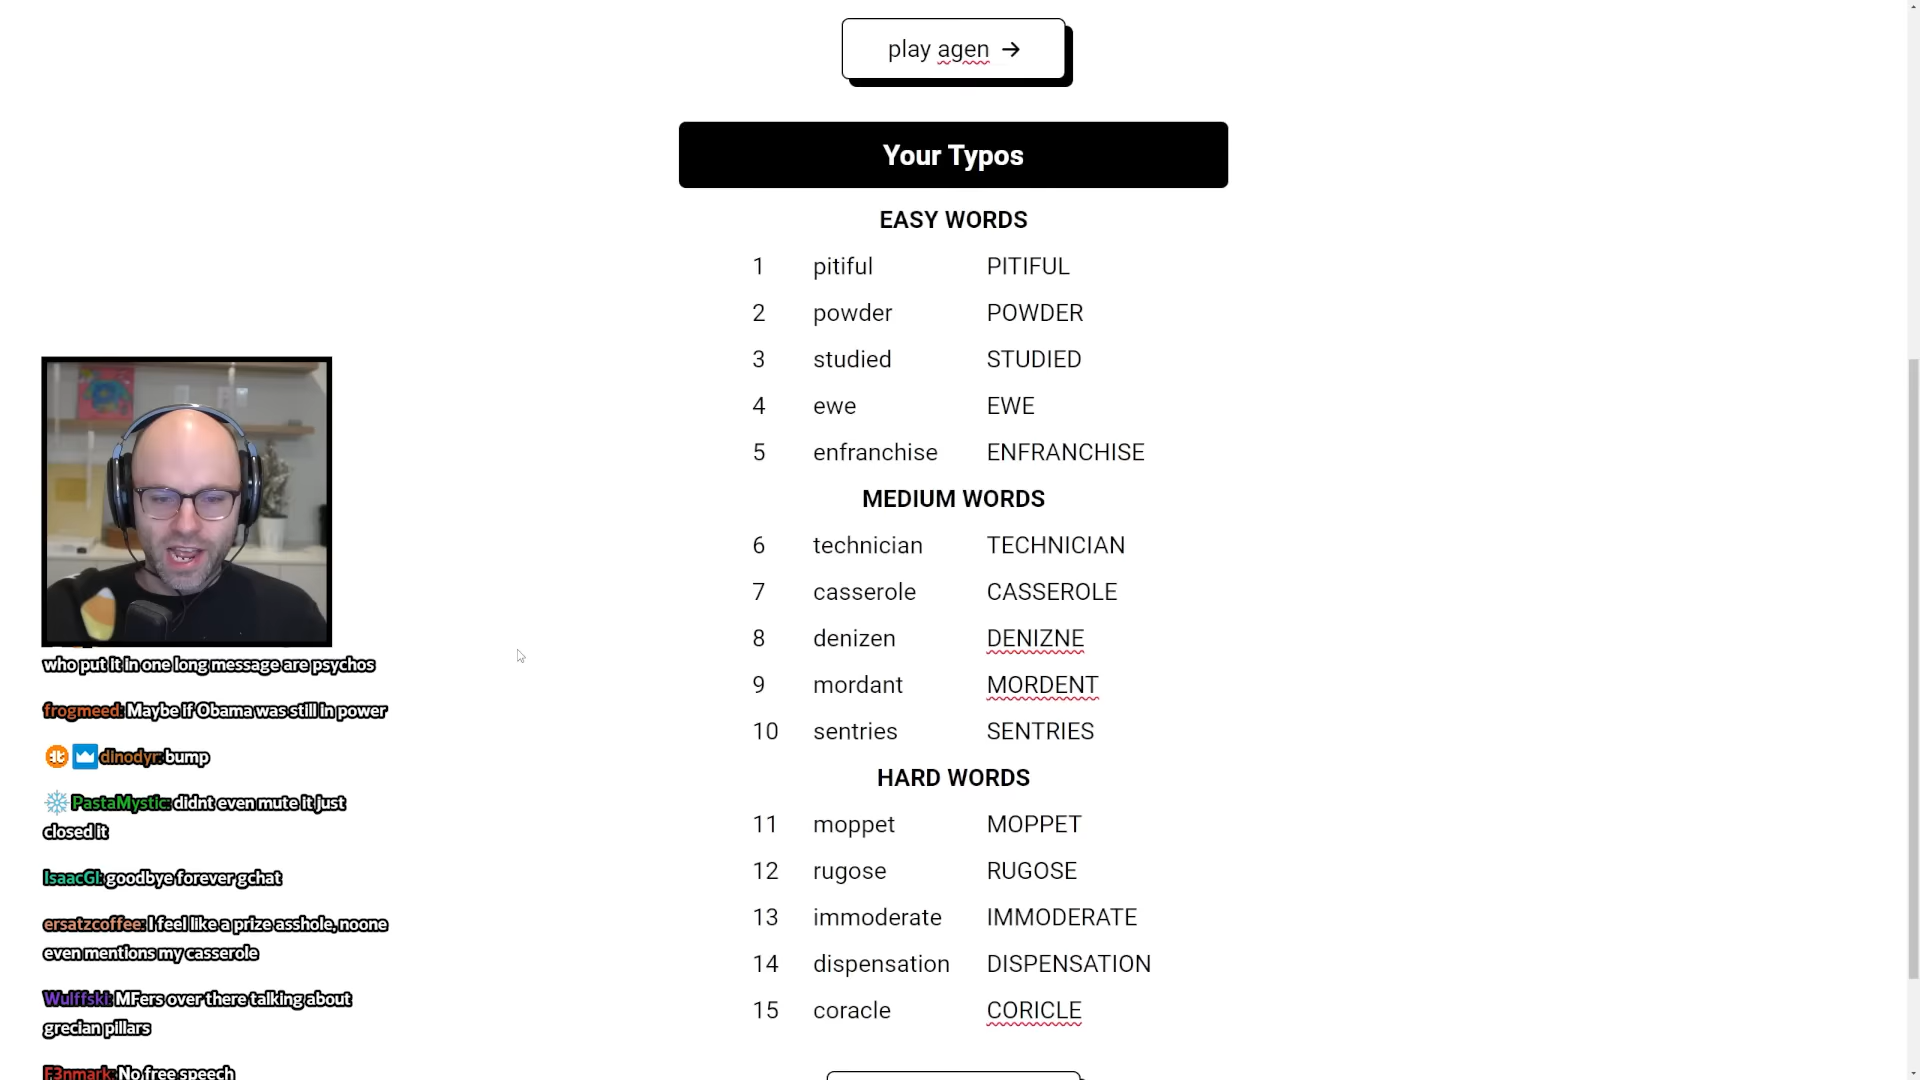 play agen →
Your Typos
EASY WORDS
1 pitiful PITIFUL
2 powder POWDER
3 studied STUDIED
4 ewe EWE
5 enfranchise ENFRANCHISE
MEDIUM WORDS
6 technician TECHNICIAN
7 casserole CASSEROLE
8 denizen DENIZNE
9 mordant MORDENT
10 sentries SENTRIES
HARD WORDS
11 moppet MOPPET
12 rugose RUGOSE
13 immoderate IMMODERATE
14 dispensation DISPENSATION
15 coracle CORICLE
who put it in one long message are psychos
frogmeed: Maybe if Obama was still in power
dinodyr: bump
PastaMystic: didnt even mute it just
closed it
IsaacGI: goodbye forever gchat
ersatzcoffee: I feel like a prize asshole, noone
even mentions my casserole
Wulffski: MFers over there talking about
grecian pillars
F3nmark: No free speech